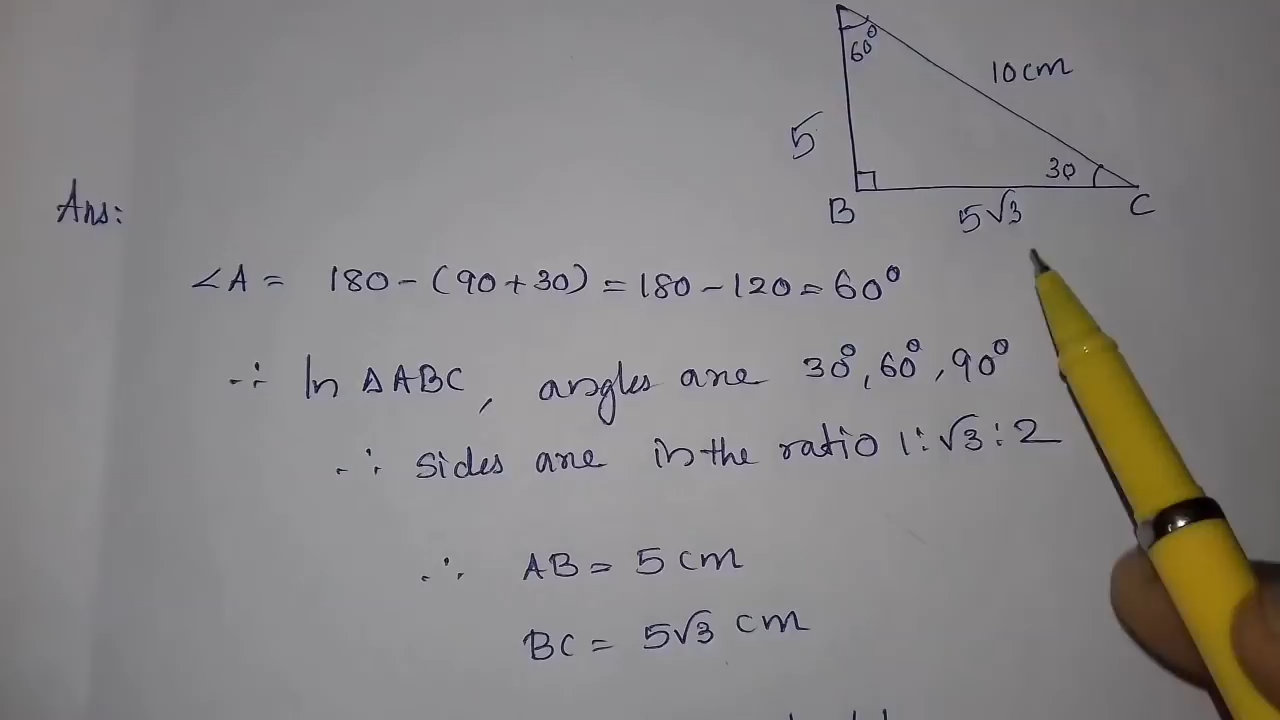 60°
10cm
5
30
B
5√3
C
Ans:
∠A = 180 - (90 + 30) = 180 - 120 = 60°
∴ In ΔABC, angles are 30°, 60°, 90°
∴ sides are in the ratio 1 : √3 : 2
∴ AB = 5 cm
BC = 5√3 cm